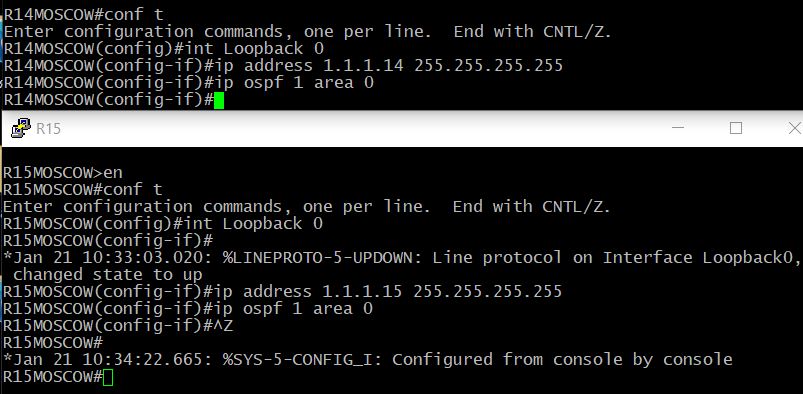 R14MOSCOW#conf t
Enter configuration commands, one per line.  End with CNTL/Z.
R14MOSCOW(config)#int Loopback 0
R14MOSCOW(config-if)#ip address 1.1.1.14 255.255.255.255
R14MOSCOW(config-if)#ip ospf 1 area 0
R14MOSCOW(config-if)#
R15
R15MOSCOW>en
R15MOSCOW#conf t
Enter configuration commands, one per line.  End with CNTL/Z.
R15MOSCOW(config)#int Loopback 0
R15MOSCOW(config-if)#
*Jan 21 10:33:03.020: %LINEPROTO-5-UPDOWN: Line protocol on Interface Loopback0,
 changed state to up
R15MOSCOW(config-if)#ip address 1.1.1.15 255.255.255.255
R15MOSCOW(config-if)#ip ospf 1 area 0
R15MOSCOW(config-if)#^Z
R15MOSCOW#
*Jan 21 10:34:22.665: %SYS-5-CONFIG_I: Configured from console by console
R15MOSCOW#